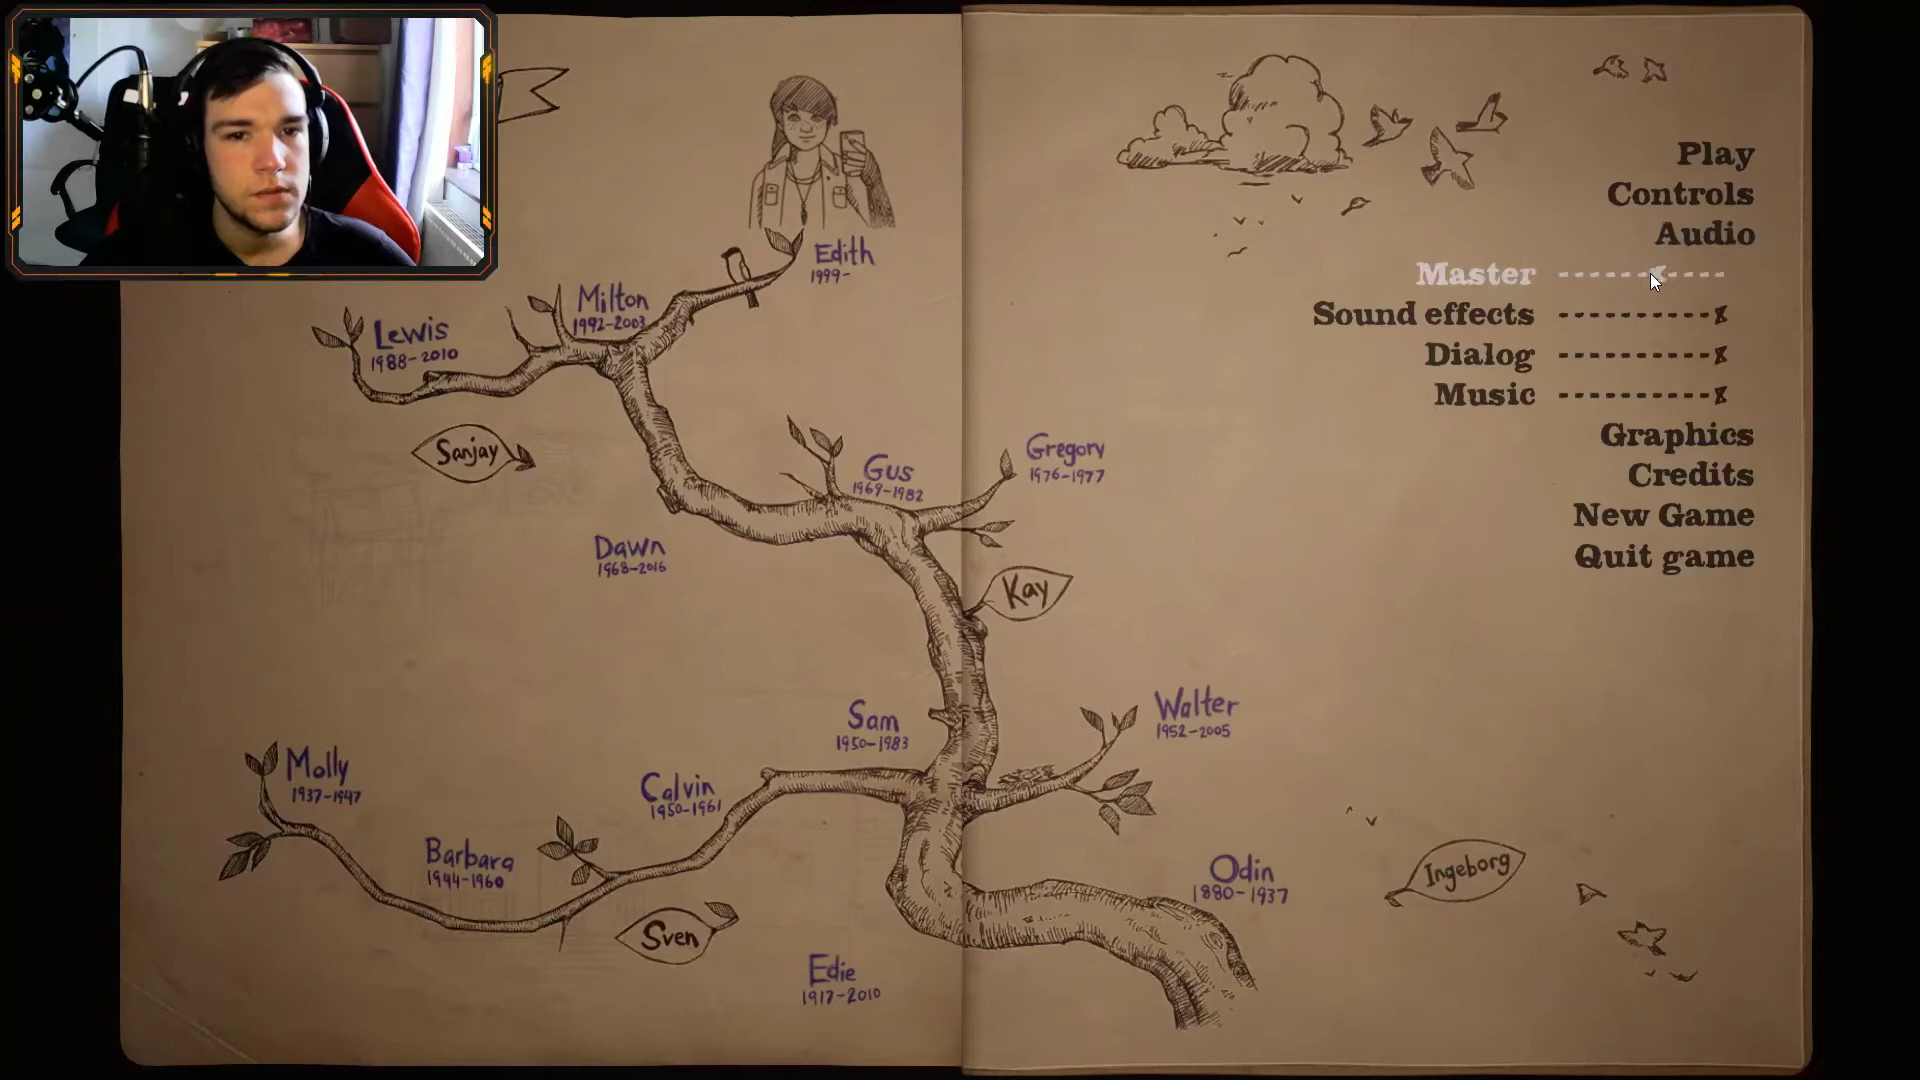 Edith
1999-
Milton
1992-2003
Lewis
1988-2010
Sanjay
Gus
1969-1982
Gregory
1976-1977
Dawn
1968-2016
Kay
Sam
1950-1983
Walter
1952-2005
Molly
1937-1947
Calvin
1950-1961
Barbara
1944-1960
Odin
1880-1937
Ingeborg
Sven
Edie
1917-2010
Play
Controls
Audio
Master
Sound effects
Dialog
Music
Graphics
Credits
New Game
Quit game